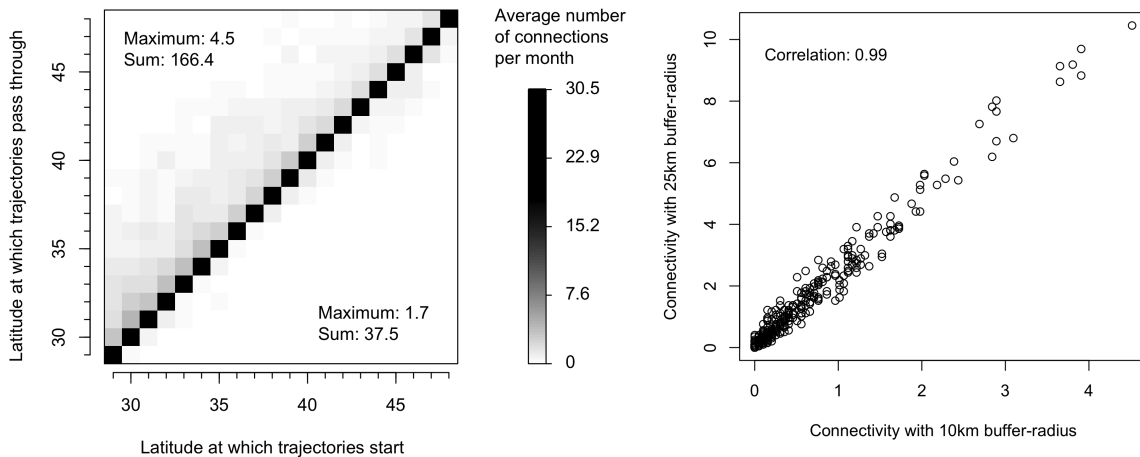 Latitude at which trajectories pass through
45
40
35
30
Maximum: 4.5
Sum: 166.4
Maximum: 1.7
Sum: 37.5
30 35 40 45
Latitude at which trajectories start
Average number
of connections
per month
30.5
22.9
15.2
7.6
0
Connectivity with 25km buffer-radius
10
8
6
4
2
0
Correlation: 0.99
0 1 2 3 4
Connectivity with 10km buffer-radius